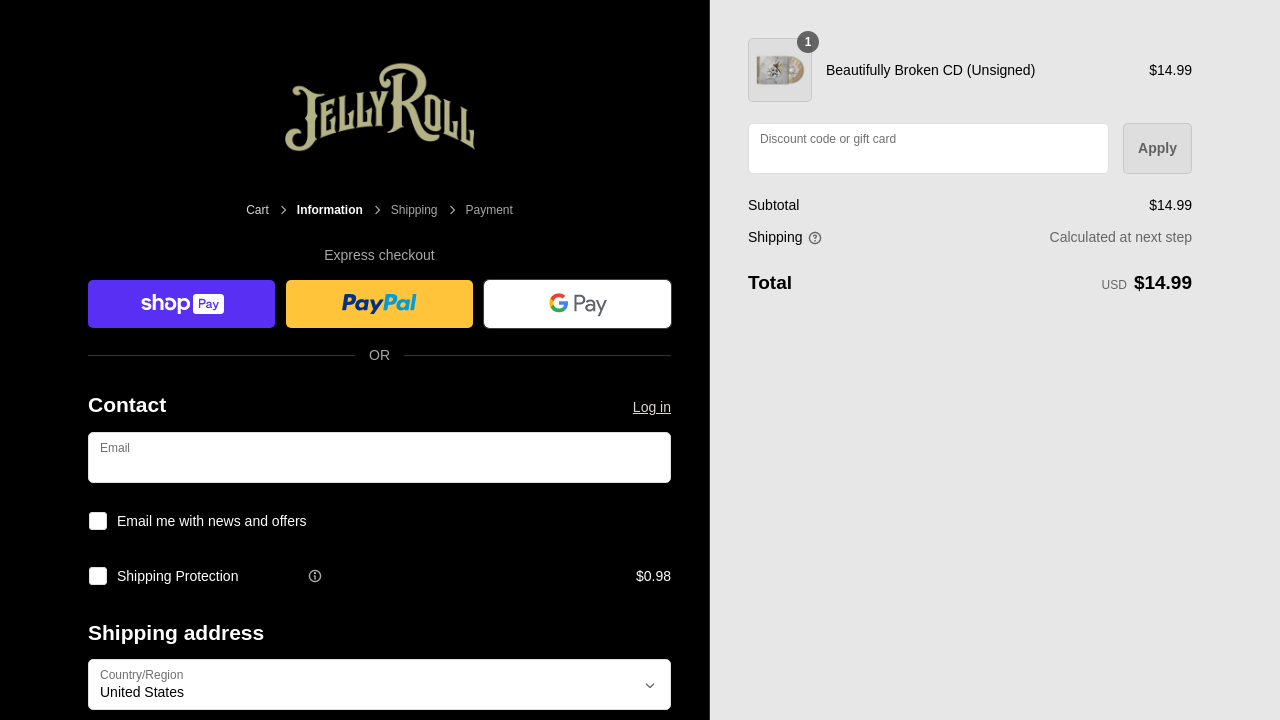 JELLY ROLL
Cart
Information
Shipping
Payment
Express checkout
shop Pay
PayPal
G Pay
OR
Contact
Log in
Email
Email me with news and offers
Shipping Protection
$0.98
Shipping address
Country/Region
United States
1
Beautifully Broken CD (Unsigned)
$14.99
Discount code or gift card
Apply
Subtotal
$14.99
Shipping
Calculated at next step
Total
USD $14.99